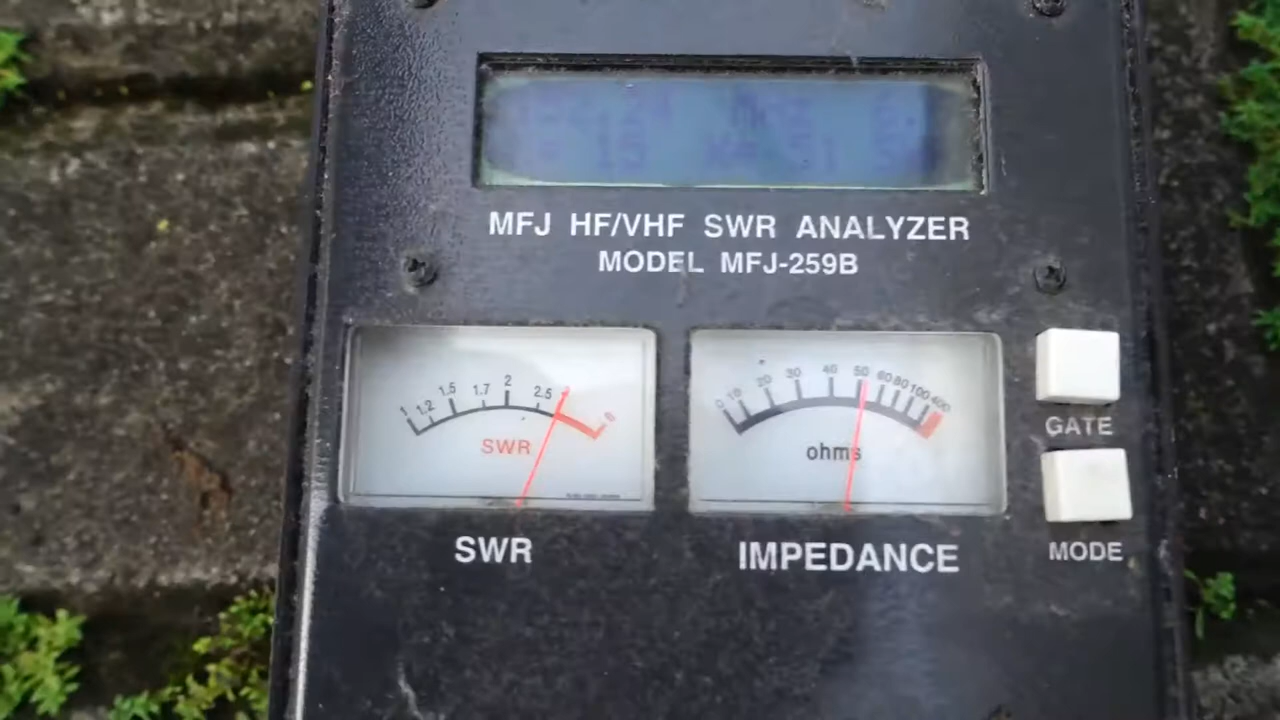 MFJ HF/VHF SWR ANALYZER
MODEL MFJ-259B
1 1.2 1.5 1.7 2 2.5
SWR
0 10 20 30 40 50 60 80 100 400
ohms
GATE
SWR
IMPEDANCE
MODE